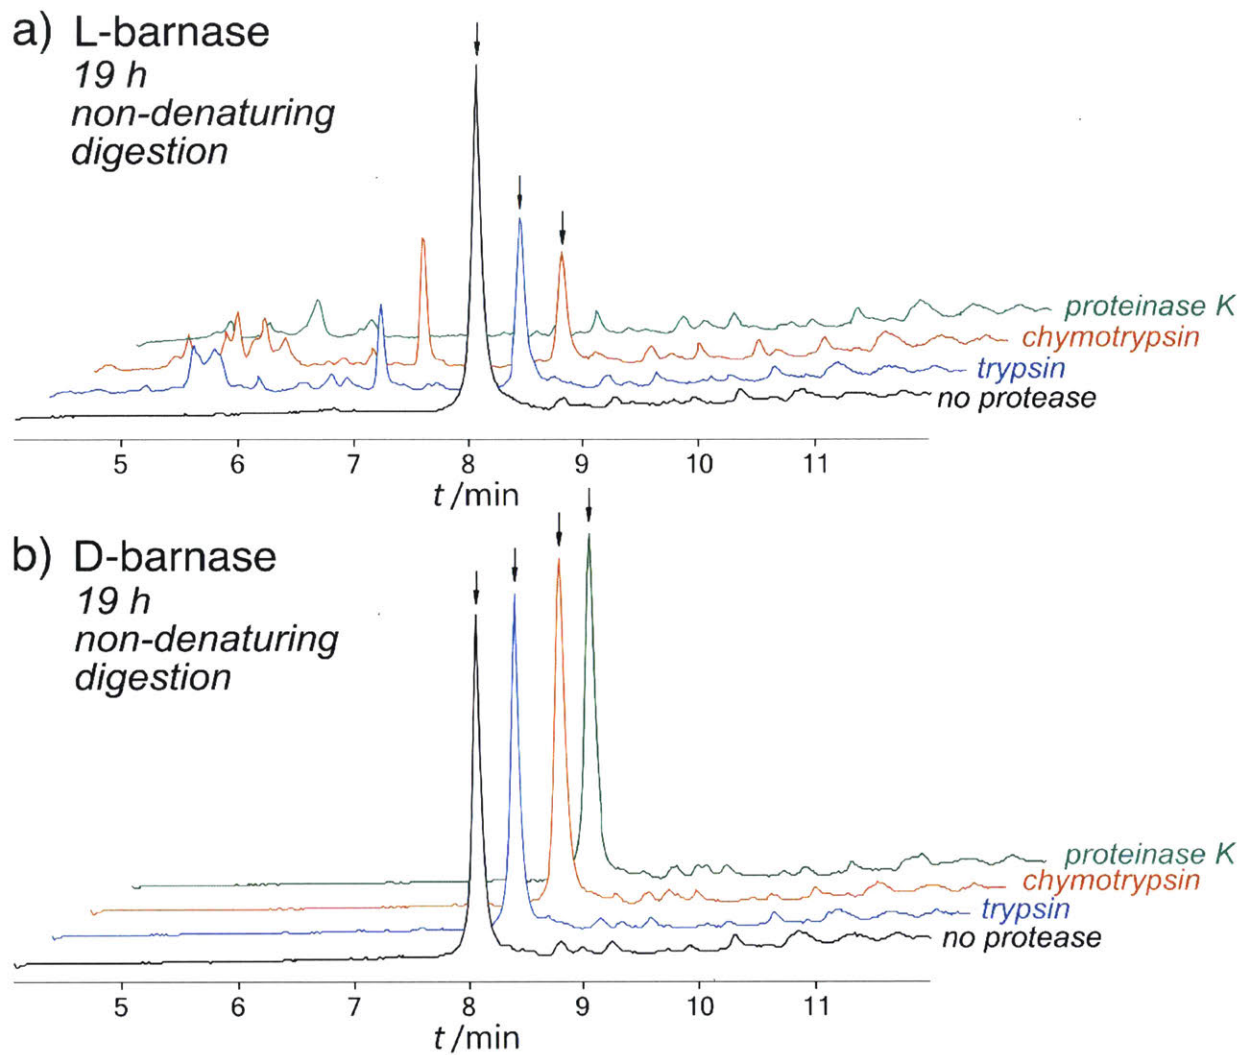 a) L-barnase
19 h
non-denaturing
digestion
proteinase K
chymotrypsin
trypsin
no protease
5 6 7 8 9 10 11
t /min
b) D-barnase
19 h
non-denaturing
digestion
proteinase K
chymotrypsin
trypsin
no protease
5 6 7 8 9 10 11
t /min